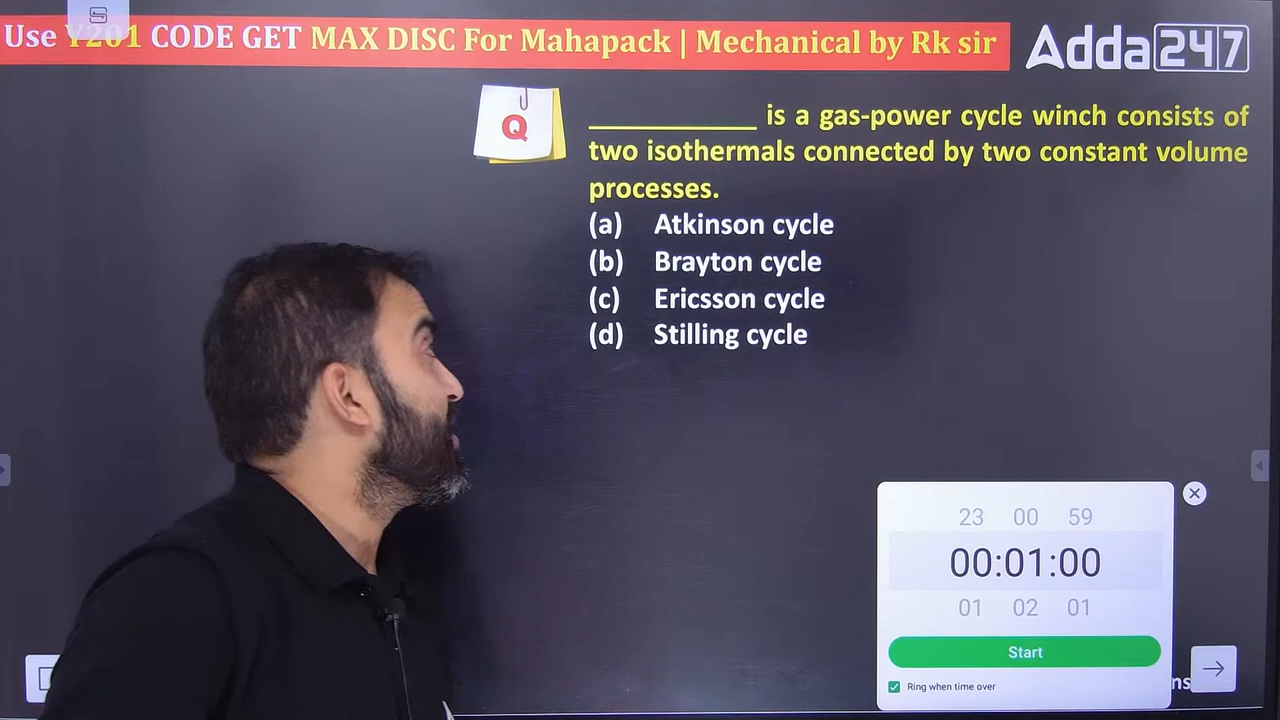 Use Y201 CODE GET MAX DISC For Mahapack | Mechanical by Rk sir
Adda247
Q
____________ is a gas-power cycle winch consists of
two isothermals connected by two constant volume
processes.
(a) Atkinson cycle
(b) Brayton cycle
(c) Ericsson cycle
(d) Stilling cycle
23 00 59
00:01:00
01 02 01
Start
Ring when time over